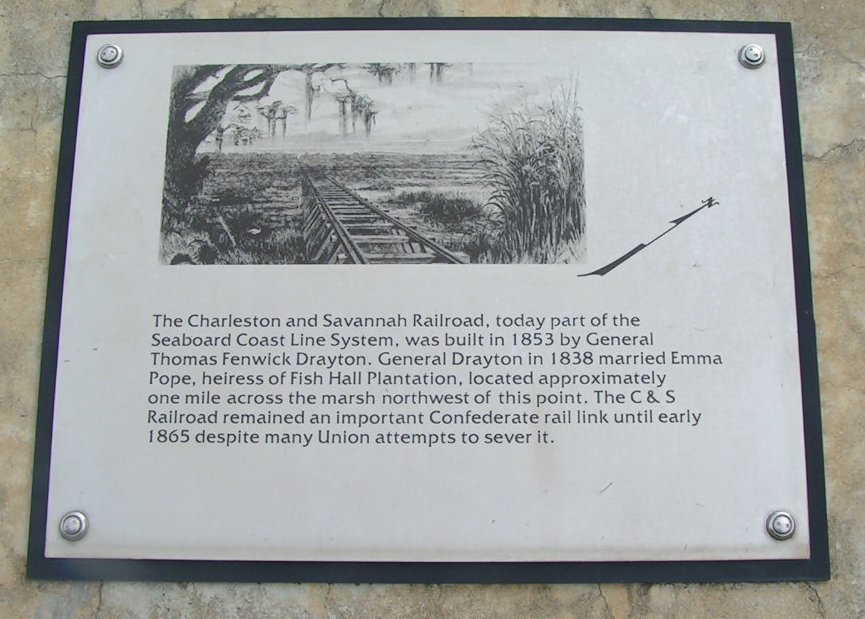 The Charleston and Savannah Railroad, today part of the
Seaboard Coast Line System, was built in 1853 by General
Thomas Fenwick Drayton. General Drayton in 1838 married Emma
Pope, heiress of Fish Hall Plantation, located approximately
one mile across the marsh northwest of this point. The C & S
Railroad remained an important Confederate rail link until early
1865 despite many Union attempts to sever it.